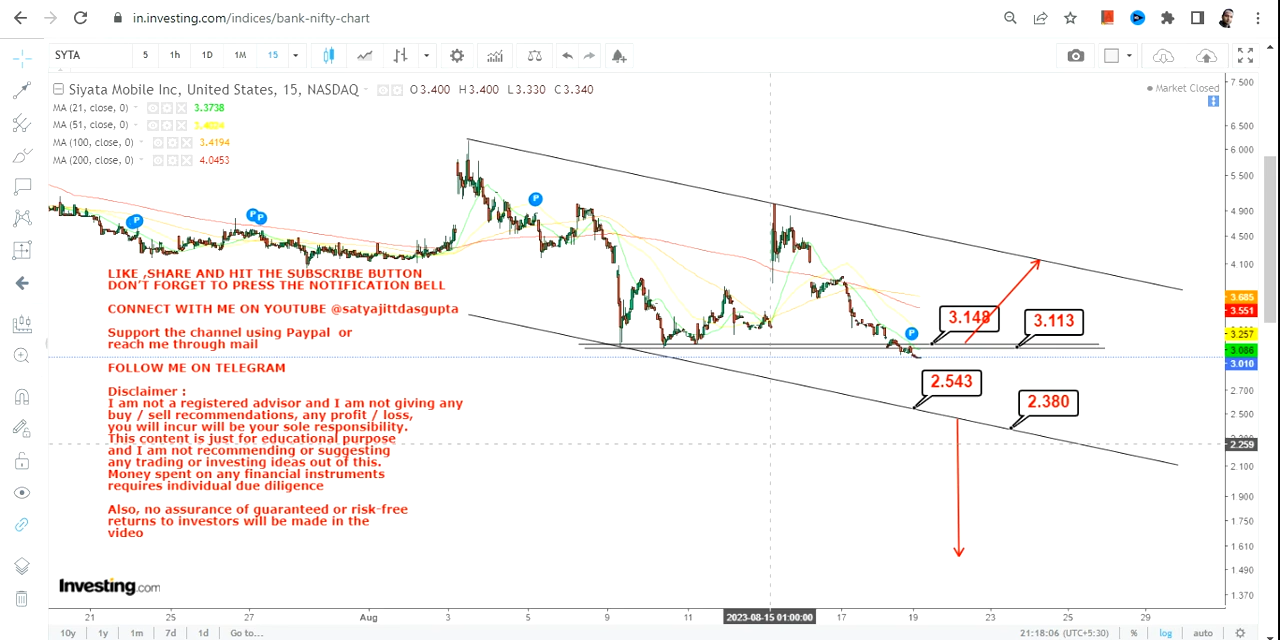 in.investing.com/indices/bank-nifty-chart
SYTA 5 1h 1D 1M 15
Siyata Mobile Inc, United States, 15, NASDAQ O3.400 H3.400 L3.330 C3.340
Market Closed
MA (21, close, 0) 3.3738
MA (51, close, 0)
MA (100, close, 0) 3.4194
MA (200, close, 0) 4.0453
P
P
P
P
P
P
LIKE ,SHARE AND HIT THE SUBSCRIBE BUTTON
DON'T FORGET TO PRESS THE NOTIFICATION BELL
CONNECT WITH ME ON YOUTUBE @satyajittdasgupta
Support the channel using Paypal or
reach me through mail
FOLLOW ME ON TELEGRAM
Disclaimer :
I am not a registered advisor and I am not giving any
buy / sell recommendations, any profit / loss,
you will incur will be your sole responsibility.
This content is just for educational purpose
and I am not recommending or suggesting
any trading or investing ideas out of this.
Money spent on any financial instruments
requires individual due diligence
Also, no assurance of guaranteed or risk-free
returns to investors will be made in the
video
3.148
3.113
2.543
2.380
7.500
6.500
6.000
5.500
4.900
4.500
4.100
3.685
3.551
3.257
3.086
3.010
2.700
2.500
2.259
2.100
1.900
1.750
1.610
1.490
1.370
Investing.com
21 25 27 Aug 3 5 9 11 2023-08-15 01:00:00 17 19 23 25 29
10y 1y 1m 7d 1d Go to... 21:18:06 (UTC+5:30) % log auto